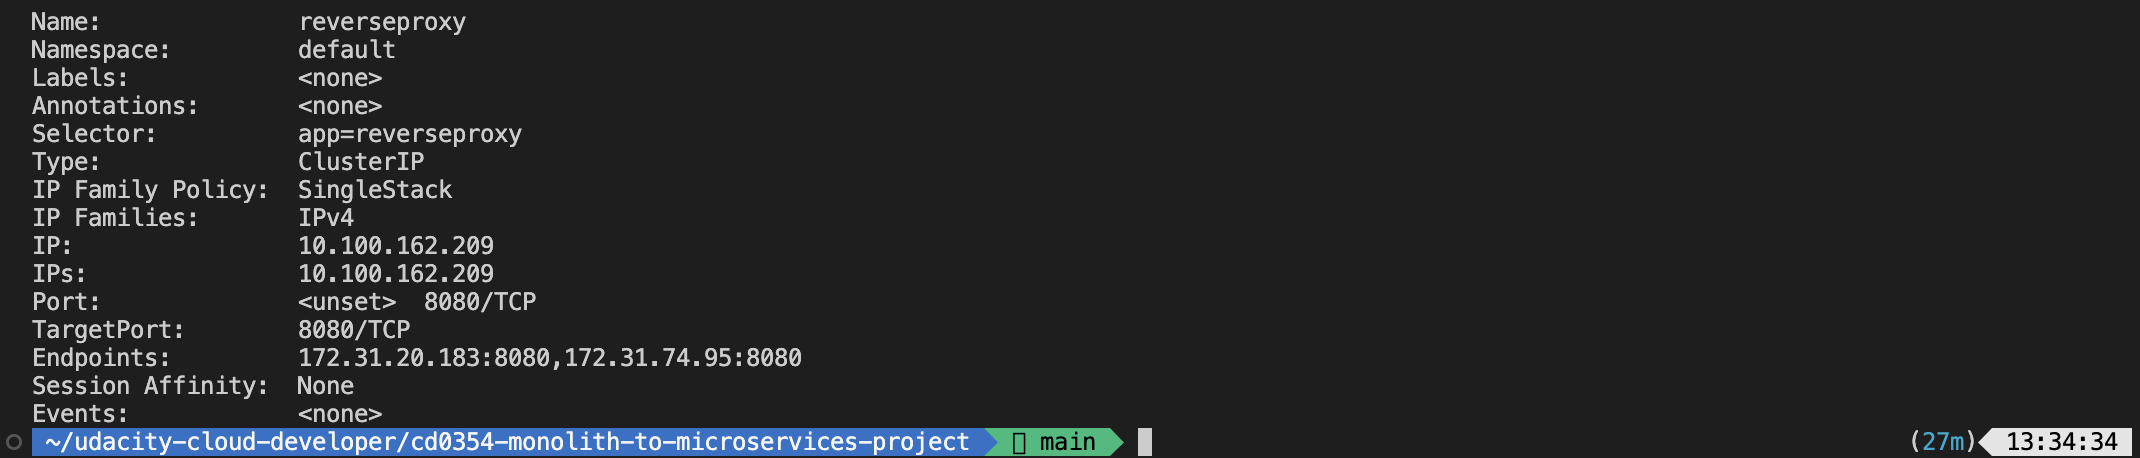 Name:              reverseproxy
Namespace:         default
Labels:            <none>
Annotations:       <none>
Selector:          app=reverseproxy
Type:              ClusterIP
IP Family Policy:  SingleStack
IP Families:       IPv4
IP:                10.100.162.209
IPs:               10.100.162.209
Port:              <unset>  8080/TCP
TargetPort:        8080/TCP
Endpoints:         172.31.20.183:8080,172.31.74.95:8080
Session Affinity:  None
Events:            <none>
~/udacity-cloud-developer/cd0354-monolith-to-microservices-project main (27m) 13:34:34